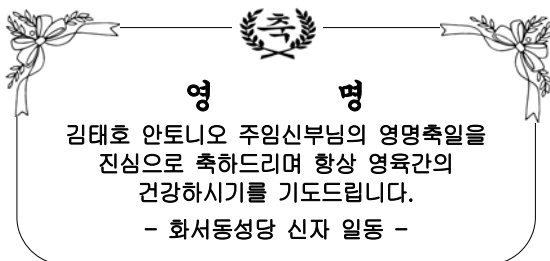 축
영 명
김태호 안토니오 주임신부님의 영명축일을
진심으로 축하드리며 항상 영육간의
건강하시기를 기도드립니다.
- 화서동성당 신자 일동 -